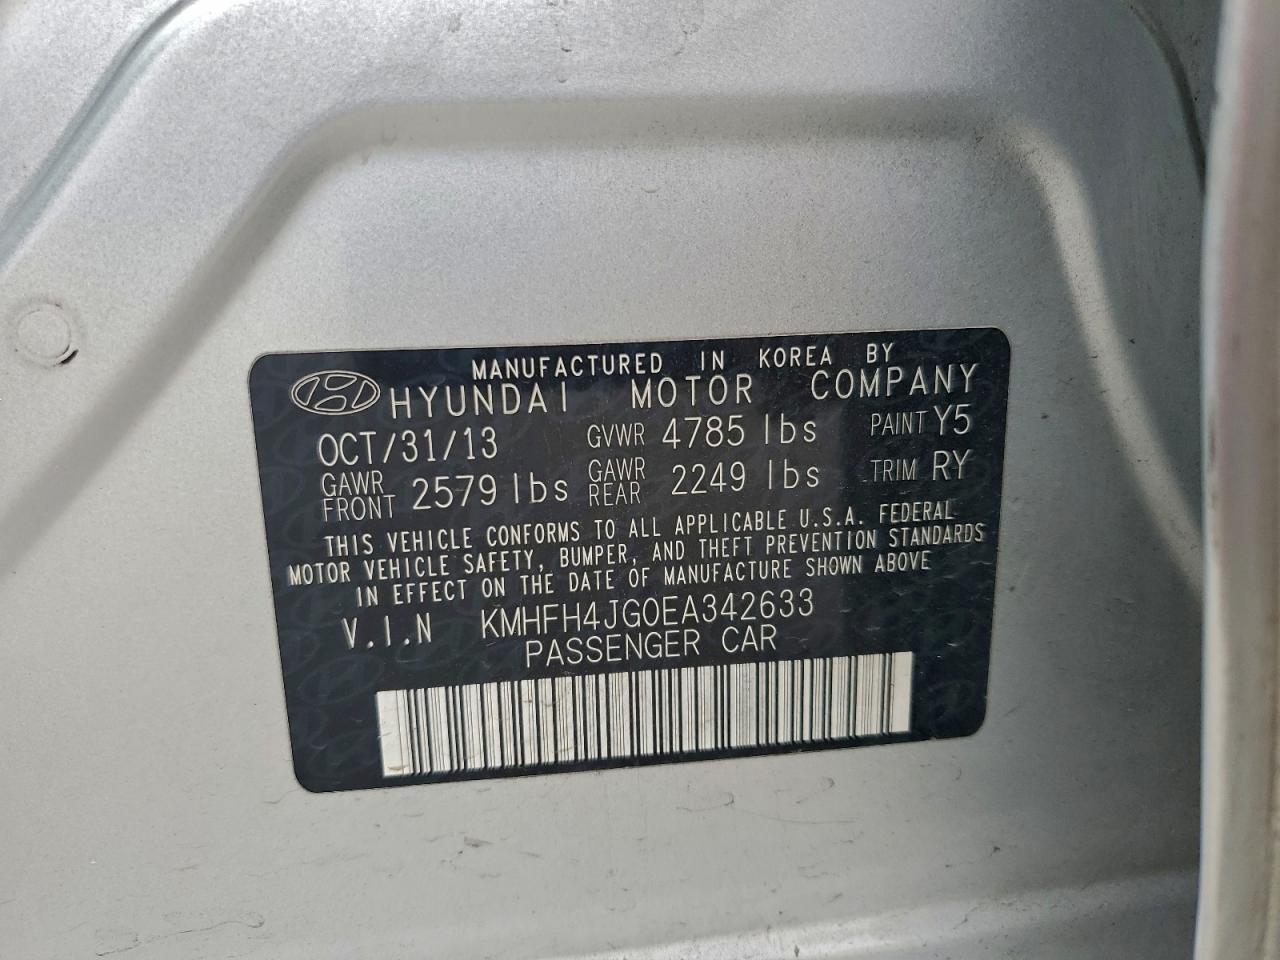 MANUFACTURED IN KOREA BY
HYUNDAI MOTOR COMPANY
OCT/31/13 GVWR 4785 lbs PAINT Y5
GAWR FRONT 2579 lbs GAWR REAR 2249 lbs TRIM RY
THIS VEHICLE CONFORMS TO ALL APPLICABLE U.S.A. FEDERAL
MOTOR VEHICLE SAFETY, BUMPER, AND THEFT PREVENTION STANDARDS
IN EFFECT ON THE DATE OF MANUFACTURE SHOWN ABOVE
V.I.N KMHFH4JG0EA342633
PASSENGER CAR